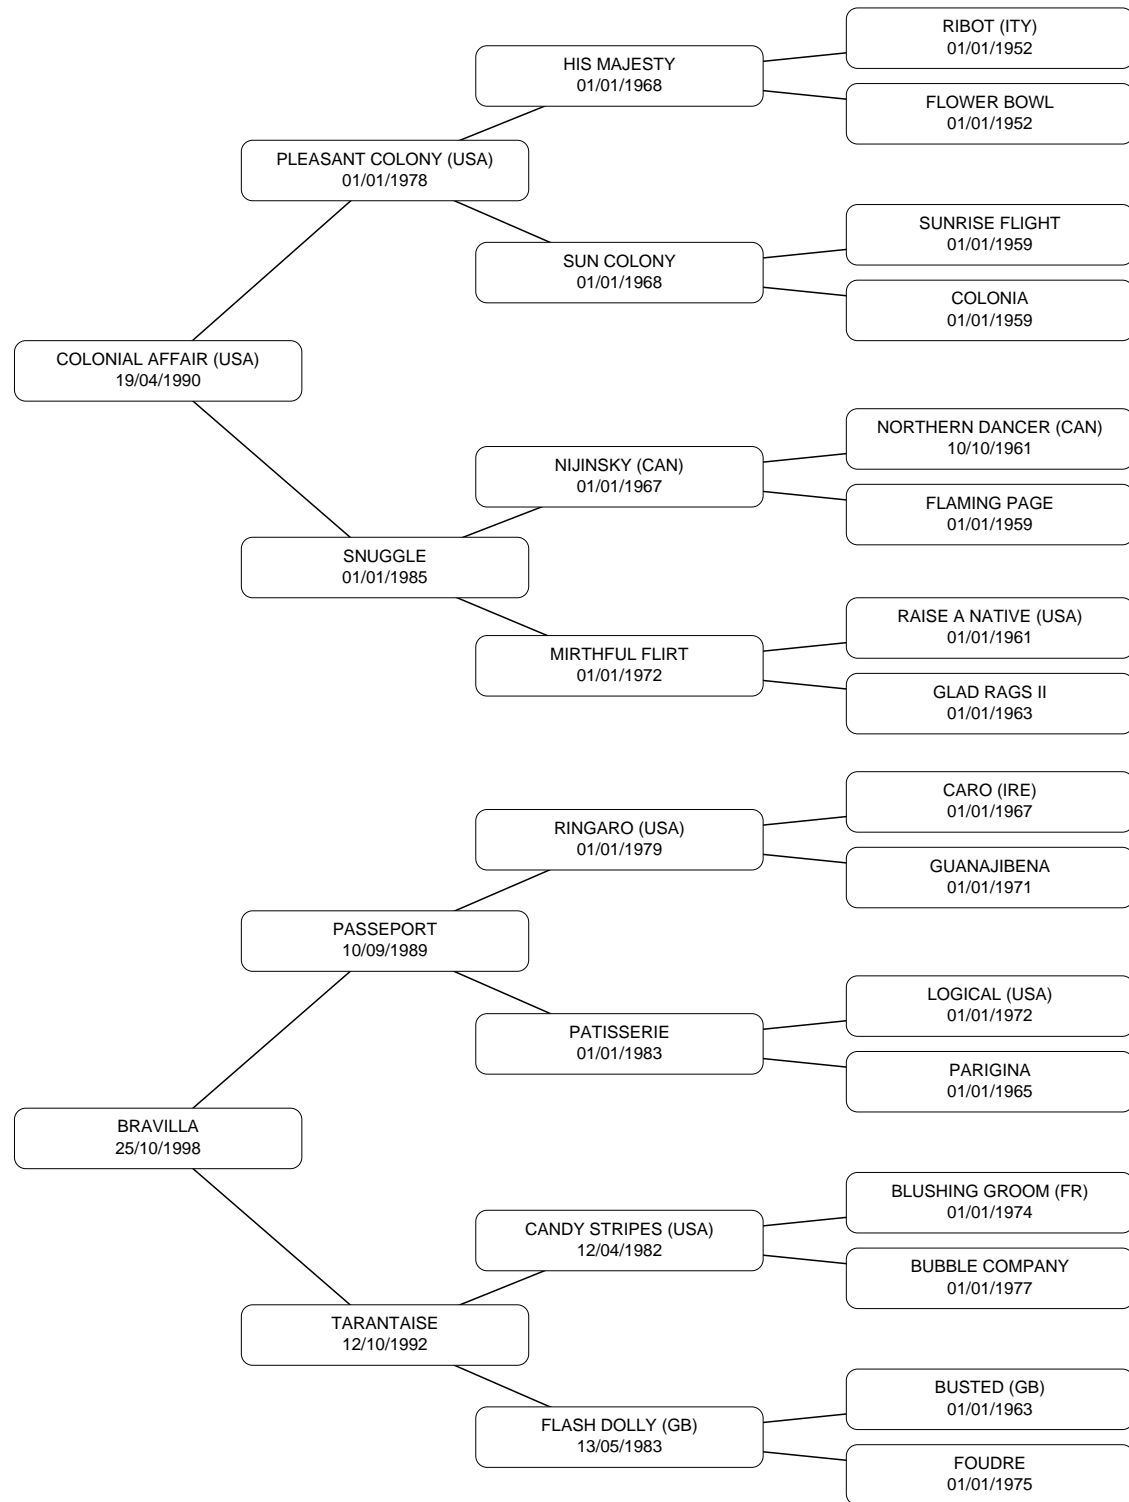 RIBOT (ITY)
01/01/1952
HIS MAJESTY
01/01/1968
FLOWER BOWL
01/01/1952
PLEASANT COLONY (USA)
01/01/1978
SUNRISE FLIGHT
01/01/1959
SUN COLONY
01/01/1968
COLONIA
01/01/1959
COLONIAL AFFAIR (USA)
19/04/1990
NORTHERN DANCER (CAN)
10/10/1961
NIJINSKY (CAN)
01/01/1967
FLAMING PAGE
01/01/1959
SNUGGLE
01/01/1985
RAISE A NATIVE (USA)
01/01/1961
MIRTHFUL FLIRT
01/01/1972
GLAD RAGS II
01/01/1963
CARO (IRE)
01/01/1967
RINGARO (USA)
01/01/1979
GUANAJIBENA
01/01/1971
PASSEPORT
10/09/1989
LOGICAL (USA)
01/01/1972
PATISSERIE
01/01/1983
PARIGINA
01/01/1965
BRAVILLA
25/10/1998
BLUSHING GROOM (FR)
01/01/1974
CANDY STRIPES (USA)
12/04/1982
BUBBLE COMPANY
01/01/1977
TARANTAISE
12/10/1992
BUSTED (GB)
01/01/1963
FLASH DOLLY (GB)
13/05/1983
FOUDRE
01/01/1975